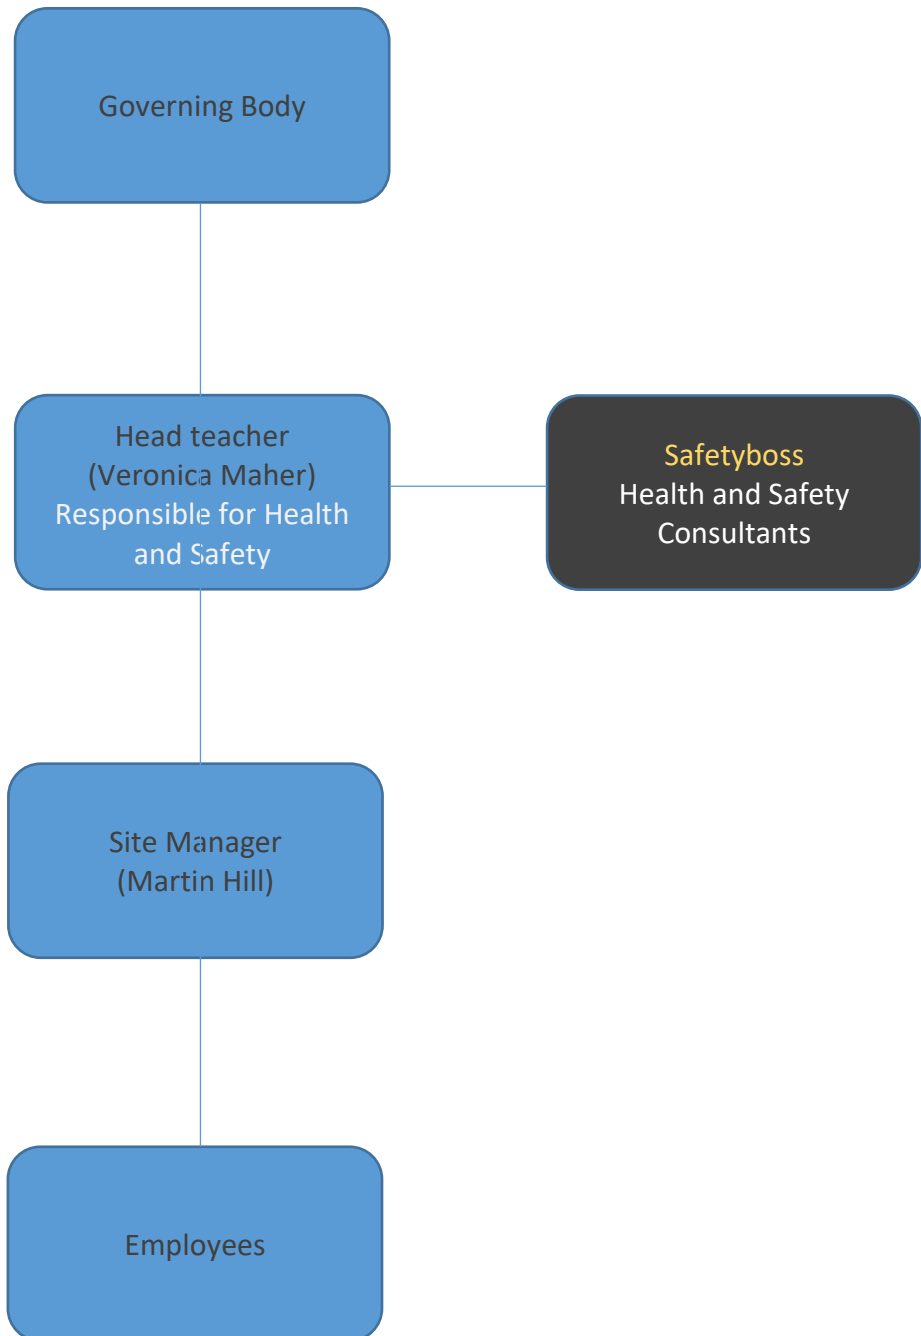 Governing Body
Head teacher
(Veronica Maher)
Responsible for Health
and Safety
Safetyboss
Health and Safety
Consultants
Site Manager
(Martin Hill)
Employees